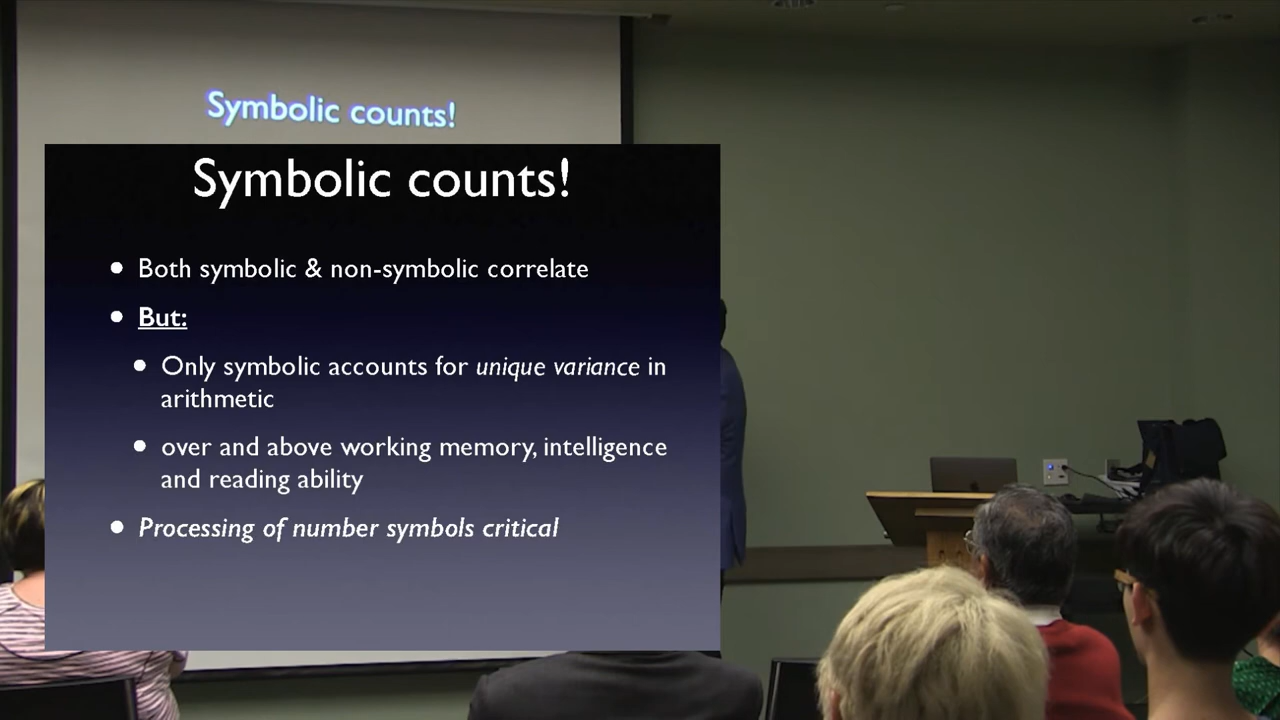 Symbolic counts!
Symbolic counts!
Both symbolic & non-symbolic correlate
But:
Only symbolic accounts for unique variance in
arithmetic
over and above working memory, intelligence
and reading ability
Processing of number symbols critical